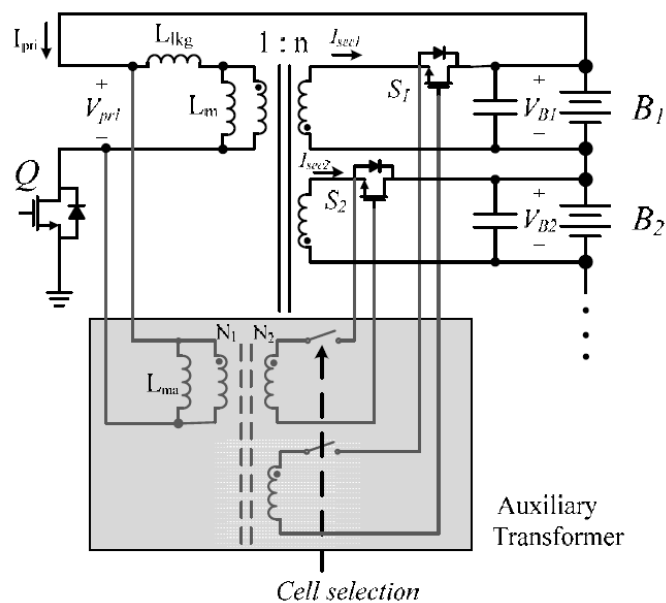 I_pri
L_lkg
1 : n
I_sec1
+
V_pri
−
L_m
S_1
+
V_B1
−
B_1
Q
I_sec2
S_2
+
V_B2
−
B_2
N_1
N_2
L_ma
Auxiliary
Transformer
Cell selection